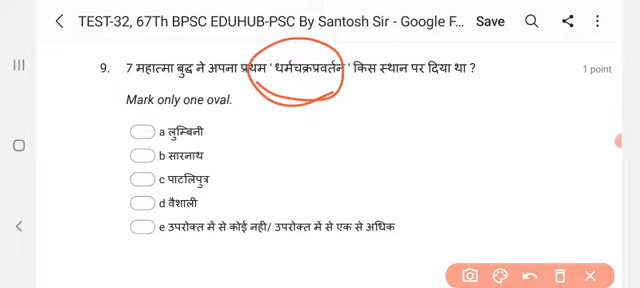 TEST-32, 67Th BPSC EDUHUB-PSC By Santosh Sir - Google F... Save
9. 7 महात्मा बुद्ध ने अपना प्रथम ' धर्मचक्रप्रवर्तन ' किस स्थान पर दिया था ? 1 point
Mark only one oval.
a लुम्बिनी
b सारनाथ
c पाटलिपुत्र
d वैशाली
e उपरोक्त में से कोई नही/ उपरोक्त में से एक से अधिक